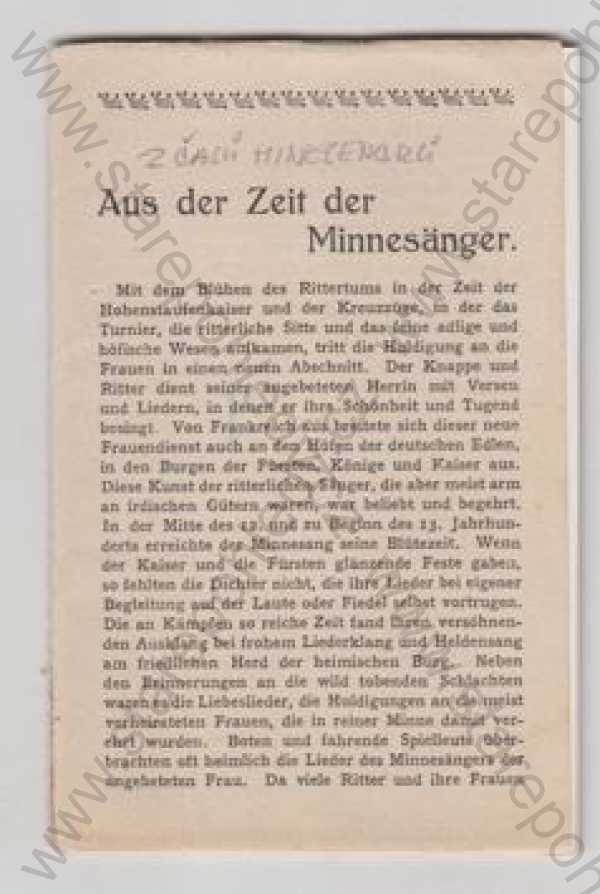 Z ČASŮ MINESENGRŮ
Aus der Zeit der
Minnesänger.
Mit dem Blühen des Rittertums in der Zeit der
Hohenstaufenkaiser und der Kreuzzüge, in der das
Turnier, die ritterliche Sitte und das feine adlige und
höfische Wesen aufkamen, tritt die Huldigung an die
Frauen in einen neuen Abschnitt. Der Knappe und
Ritter dient seiner angebeteten Herrin mit Versen
und Liedern, in denen er ihre Schönheit und Tugend
besingt. Von Frankreich aus breitete sich dieser neue
Frauendienst auch an den Höfen der deutschen Edlen,
in den Burgen der Fürsten, Könige und Kaiser aus.
Diese Kunst der ritterlichen Sänger, die aber meist arm
an irdischen Gütern waren, war beliebt und begehrt.
In der Mitte des 12. und zu Beginn des 13. Jahrhun-
derts erreichte der Minnesang seine Blütezeit. Wenn
der Kaiser und die Fürsten glänzende Feste gaben,
so fehlten die Dichter nicht, die ihre Lieder bei eigener
Begleitung auf der Laute oder Fiedel selbst vortrugen.
Die an Kämpfen so reiche Zeit fand ihren versöhnen-
den Ausklang bei frohem Liederklang und Heldensang
am friedlichen Herd der heimischen Burg. Neben
den Erinnerungen an die wild tobenden Schlachten
waren es die Liebeslieder, die Huldigungen an die meist
verheirateten Frauen, die in reiner Minne damit ver-
ehrt wurden. Boten und fahrende Spielleute über-
brachten oft heimlich die Lieder des Minnesängers der
angebeteten Frau. Da viele Ritter und ihre Frauen